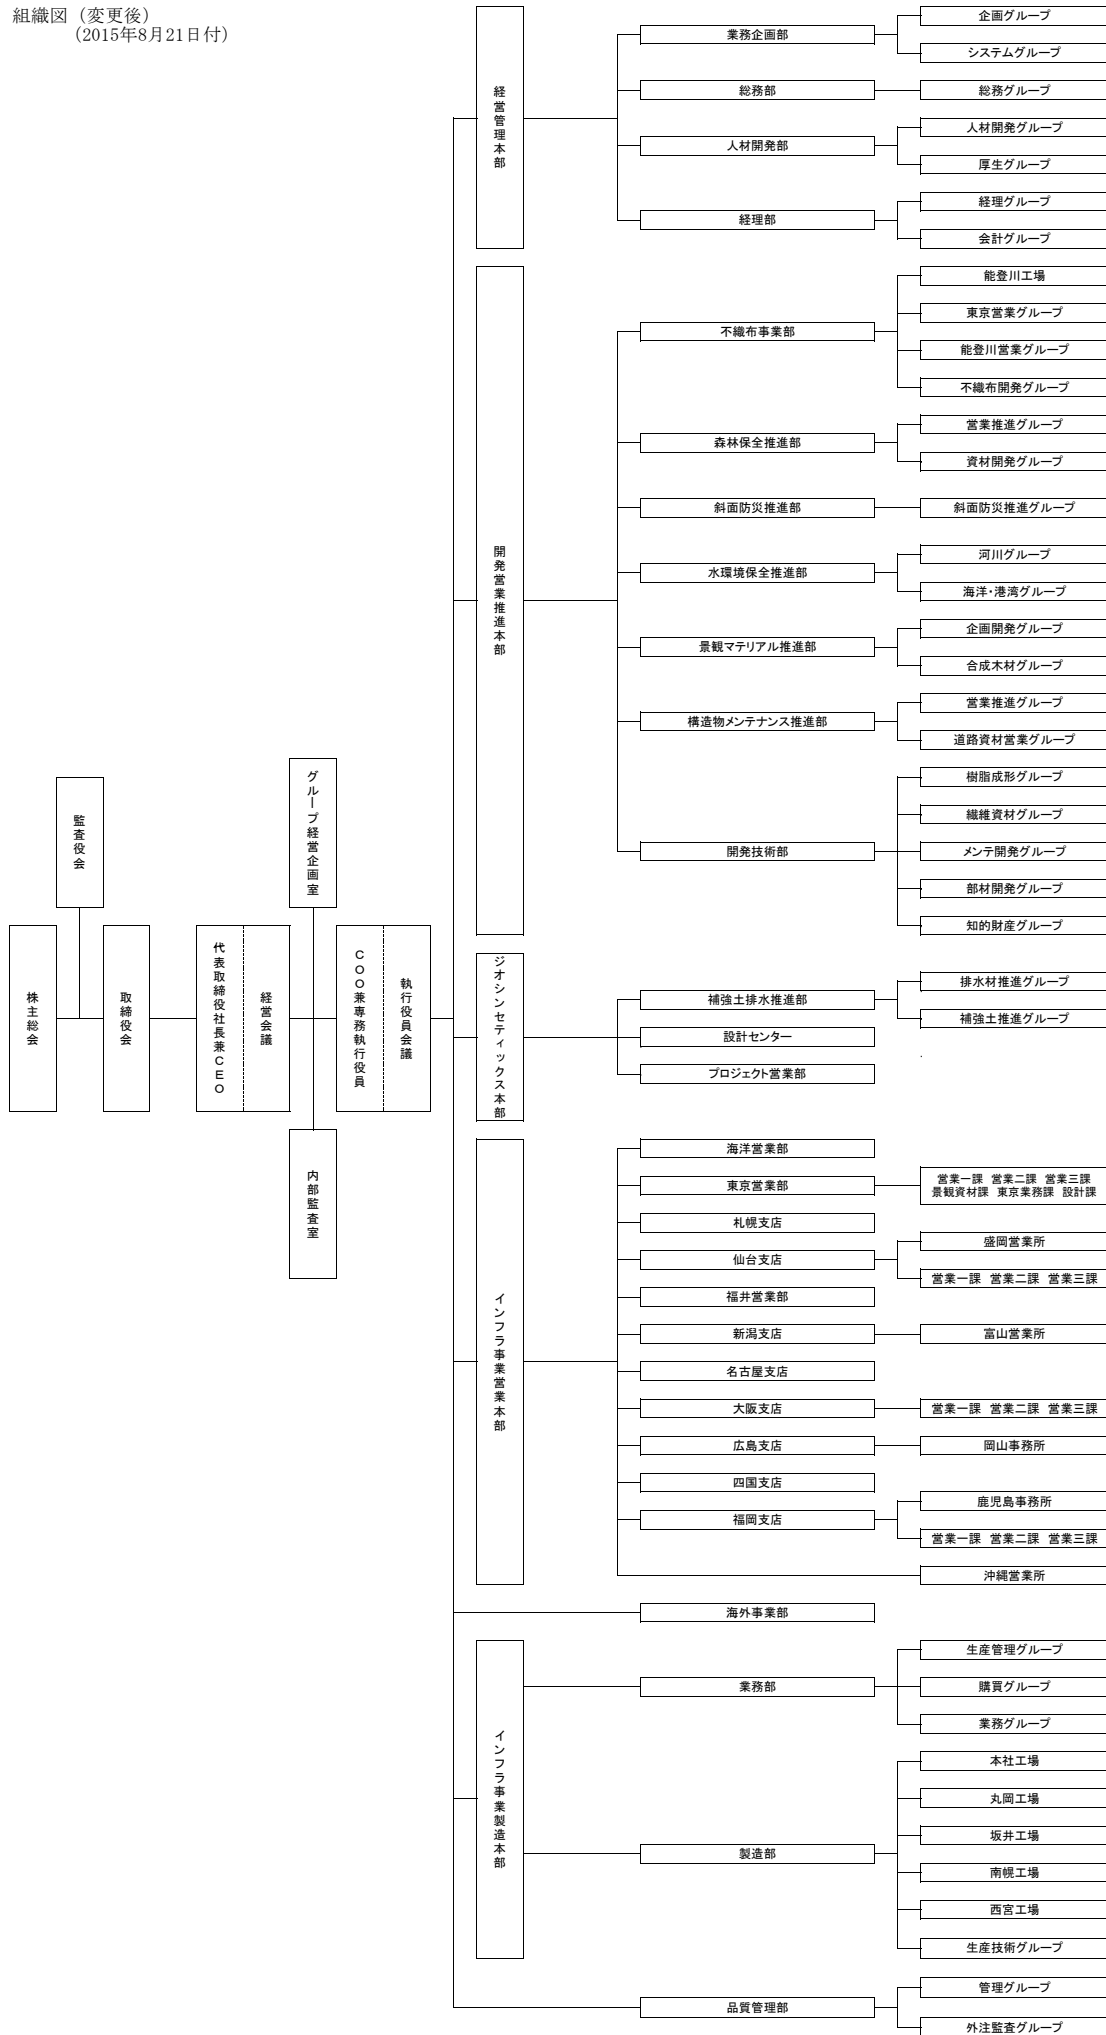 組織図（変更後）
（2015年8月21日付）
株主総会
監査役会
取締役会
代表取締役社長兼CEO
経営会議
グループ経営企画室
内部監査室
COO兼専務執行役員
執行役員会議
経営管理本部
業務企画部
企画グループ
システムグループ
総務部
総務グループ
人材開発部
人材開発グループ
厚生グループ
経理部
経理グループ
会計グループ
開発営業推進本部
不織布事業部
能登川工場
東京営業グループ
能登川営業グループ
不織布開発グループ
森林保全推進部
営業推進グループ
資材開発グループ
斜面防災推進部
斜面防災推進グループ
水環境保全推進部
河川グループ
海洋・港湾グループ
景観マテリアル推進部
企画開発グループ
合成木材グループ
構造物メンテナンス推進部
営業推進グループ
道路資材営業グループ
開発技術部
樹脂成形グループ
繊維資材グループ
メンテ開発グループ
部材開発グループ
知的財産グループ
ジオシンセティックス本部
補強土排水推進部
排水材推進グループ
補強土推進グループ
設計センター
プロジェクト営業部
インフラ事業営業本部
海洋営業部
東京営業部
営業一課 営業二課 営業三課
景観資材課 東京業務課 設計課
札幌支店
仙台支店
盛岡営業所
営業一課 営業二課 営業三課
福井営業部
新潟支店
富山営業所
名古屋支店
大阪支店
営業一課 営業二課 営業三課
広島支店
岡山事務所
四国支店
福岡支店
鹿児島事務所
営業一課 営業二課 営業三課
沖縄営業所
海外事業部
インフラ事業製造本部
業務部
生産管理グループ
購買グループ
業務グループ
製造部
本社工場
丸岡工場
坂井工場
南幌工場
西宮工場
生産技術グループ
品質管理部
管理グループ
外注監査グループ